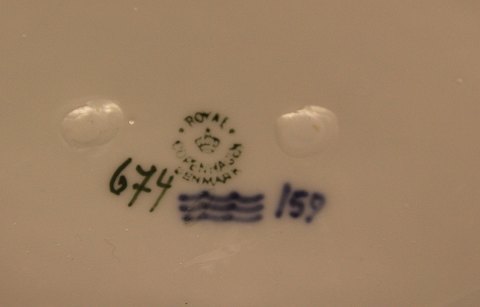 ROYAL
COPENHAGEN
DENMARK
674
159